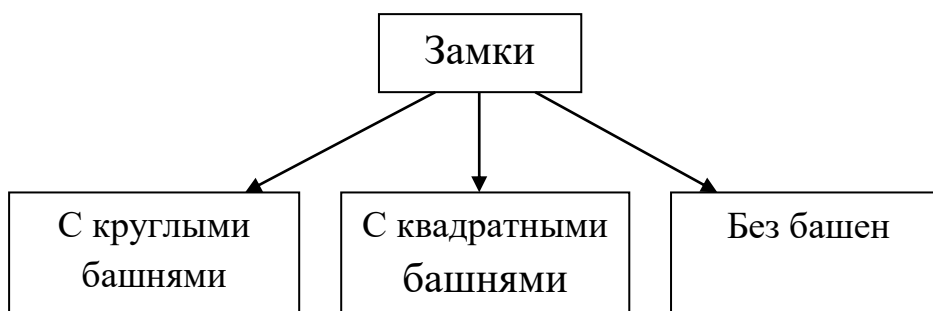 Замки
С круглыми
башнями
С квадратными
башнями
Без башен